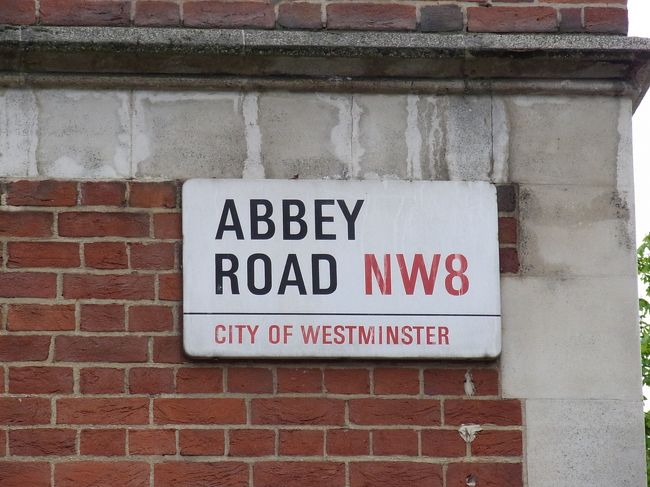 ABBEY
ROAD NW8
CITY OF WESTMINSTER